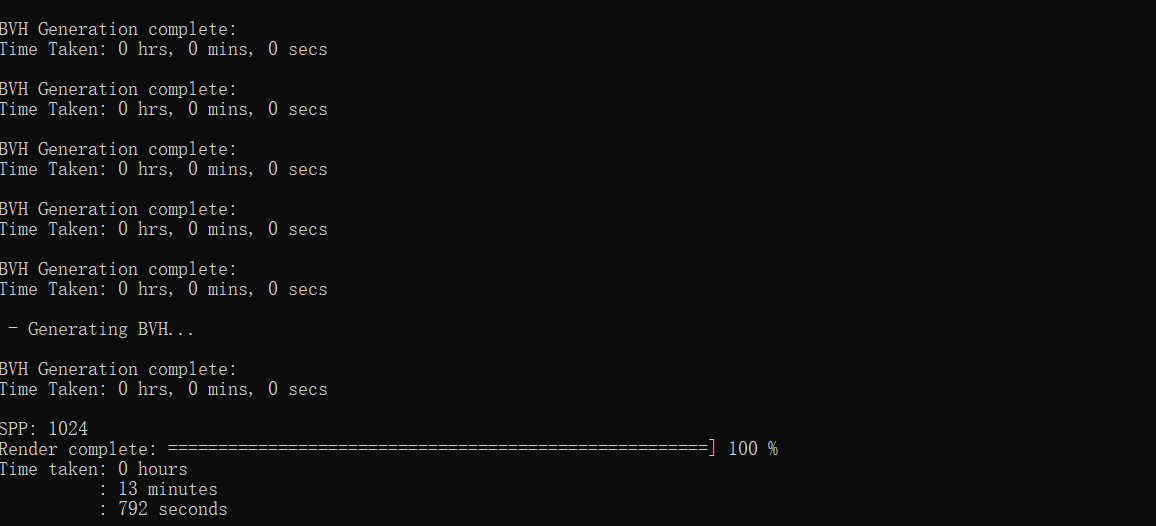 BVH Generation complete:
Time Taken: 0 hrs, 0 mins, 0 secs
BVH Generation complete:
Time Taken: 0 hrs, 0 mins, 0 secs
BVH Generation complete:
Time Taken: 0 hrs, 0 mins, 0 secs
BVH Generation complete:
Time Taken: 0 hrs, 0 mins, 0 secs
BVH Generation complete:
Time Taken: 0 hrs, 0 mins, 0 secs
- Generating BVH...
BVH Generation complete:
Time Taken: 0 hrs, 0 mins, 0 secs
SPP: 1024
Render complete: ======================================================] 100 %
Time taken: 0 hours
: 13 minutes
: 792 seconds